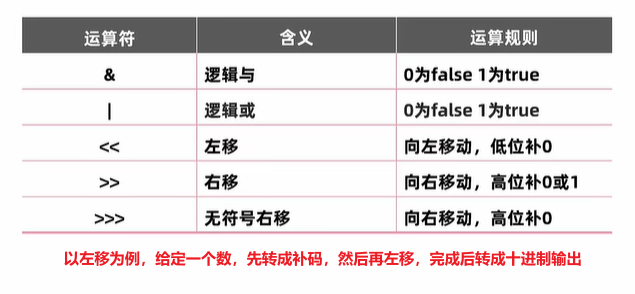 运算符 含义 运算规则
& 逻辑与 0为false 1为true
| 逻辑或 0为false 1为true
<< 左移 向左移动，低位补0
>> 右移 向右移动，高位补0或1
>>> 无符号右移 向右移动，高位补0
以左移为例，给定一个数，先转成补码，然后再左移，完成后转成十进制输出